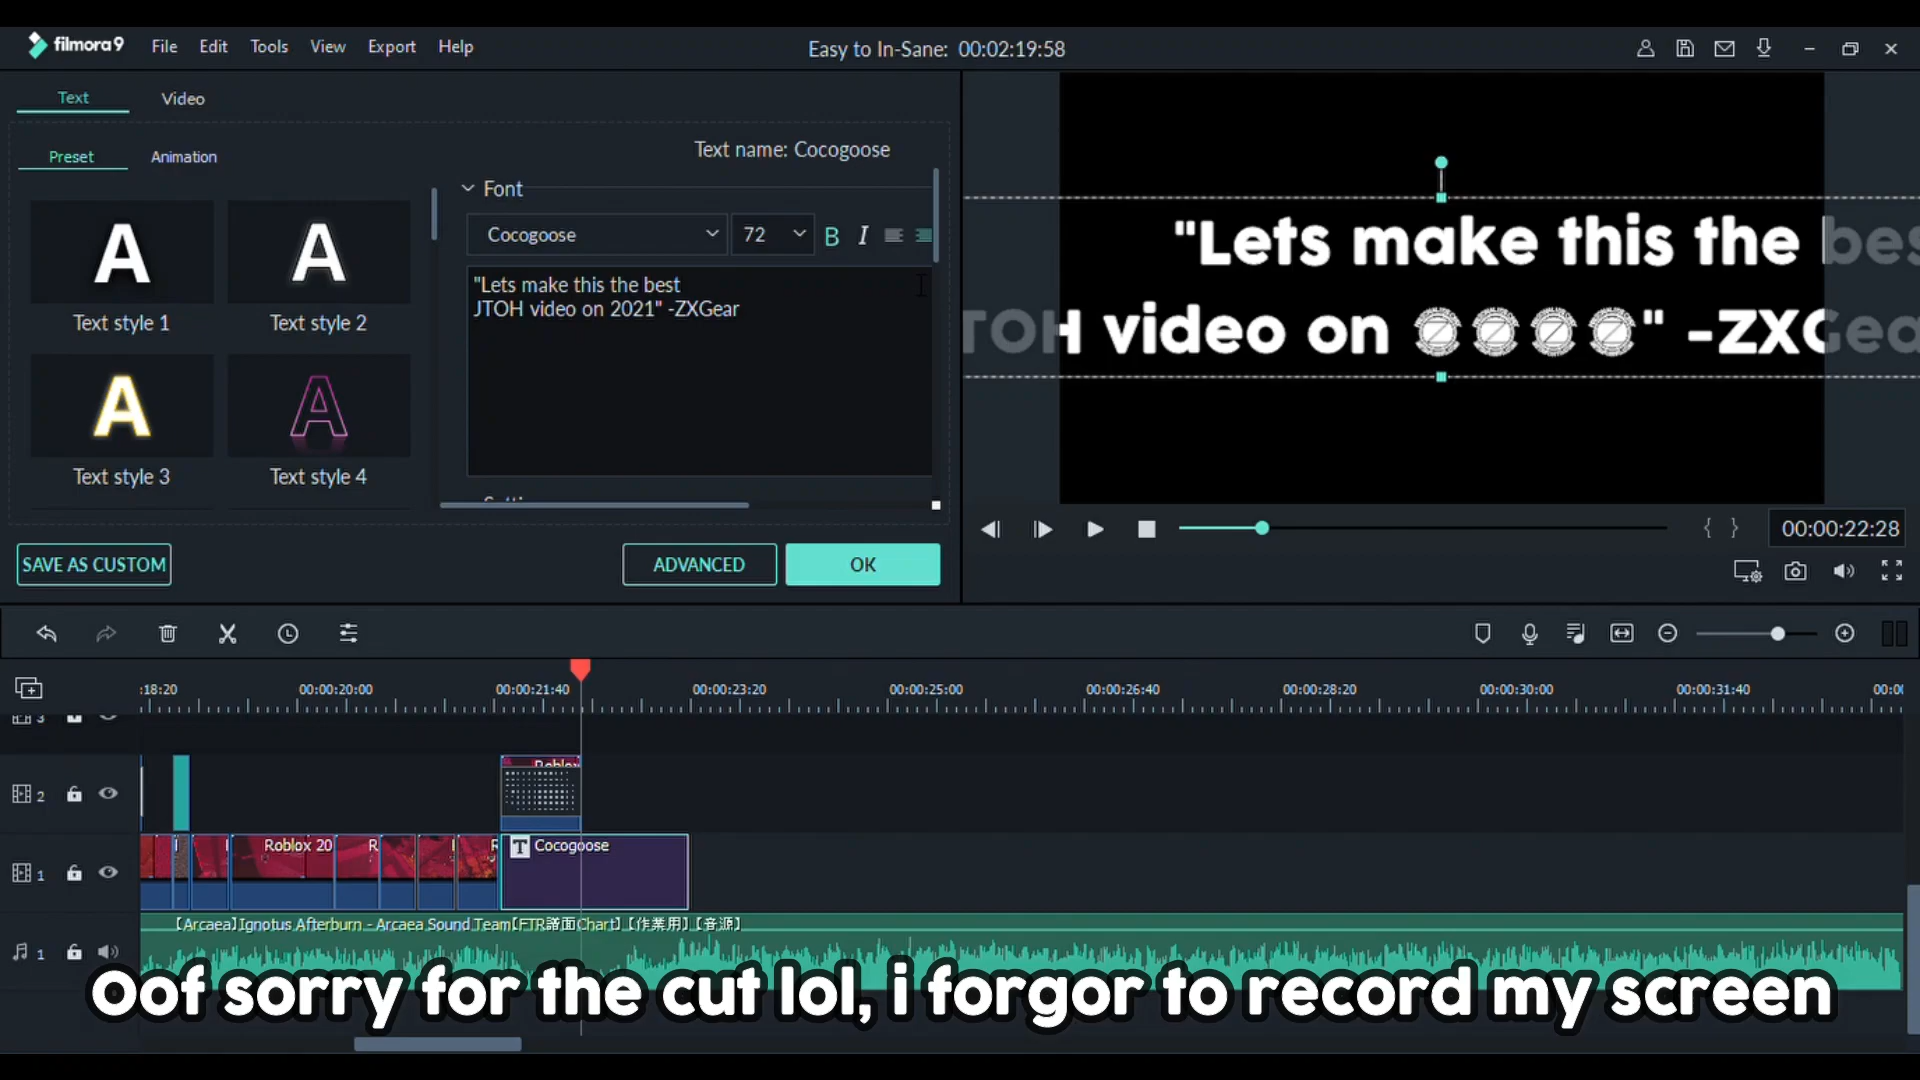 filmora9
File Edit Tools View Export Help
Easy to In-Sane: 00:02:19:58
Text Video
Preset Animation
Text name: Cocogoose
Font
Cocogoose 72 B I
"Lets make this the best
JTOH video on 2021" -ZXGear
A A
Text style 1 Text style 2
A A
Text style 3 Text style 4
SAVE AS CUSTOM ADVANCED OK
"Lets make this the bes
TOH video on " -ZXGea
{ } 00:00:22:28
:18:20 00:00:20:00 00:00:21:40 00:00:23:20 00:00:25:00 00:00:26:40 00:00:28:20 00:00:30:00 00:00:31:40 00:00
3
2
Roblox
1
Roblox 20 R R T Cocogoose
1
【Arcaea】Ignotus Afterburn - Arcaea Sound Team【FTR譜面Chart】【作業用】【音源】
Oof sorry for the cut lol, i forgor to record my screen